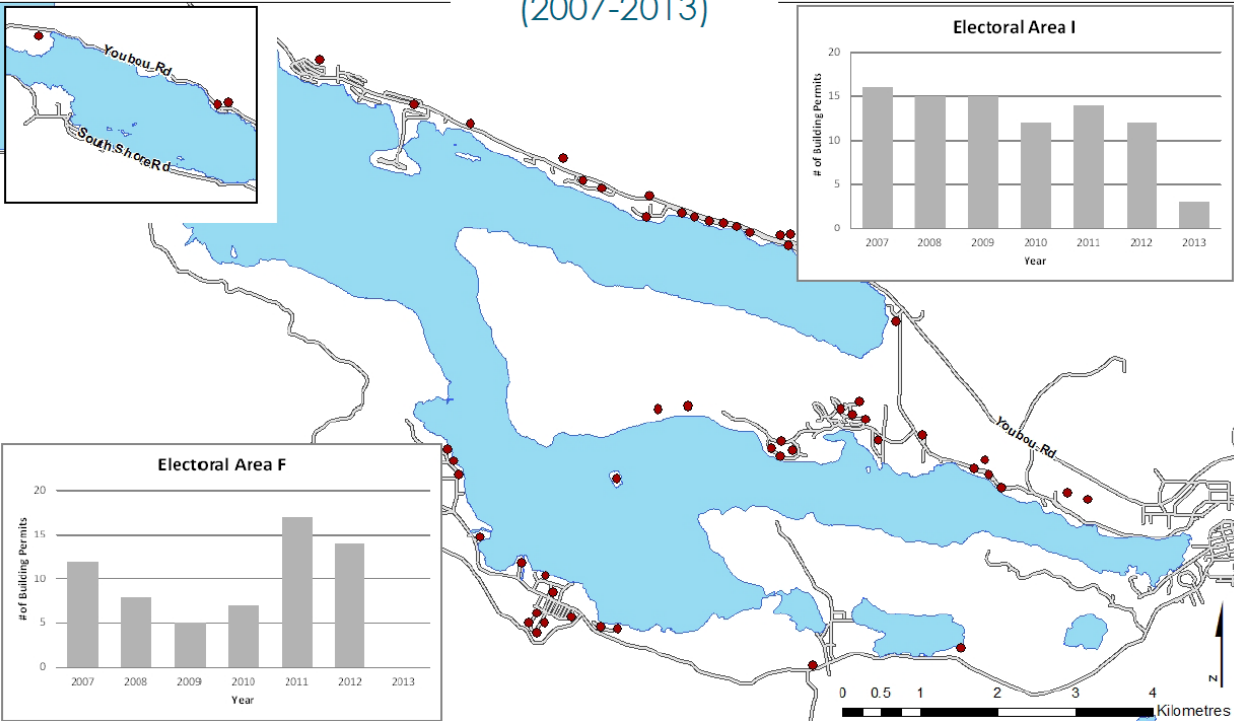 (2007-2013)
Youbou Rd
South Shore Rd
Electoral Area I
# of Building Permits
20
15
10
5
0
2007 2008 2009 2010 2011 2012 2013
Year
Youbou Rd
Electoral Area F
# of Building Permits
20
15
10
5
0
2007 2008 2009 2010 2011 2012 2013
Year
N
0 0.5 1 2 3 4
Kilometres